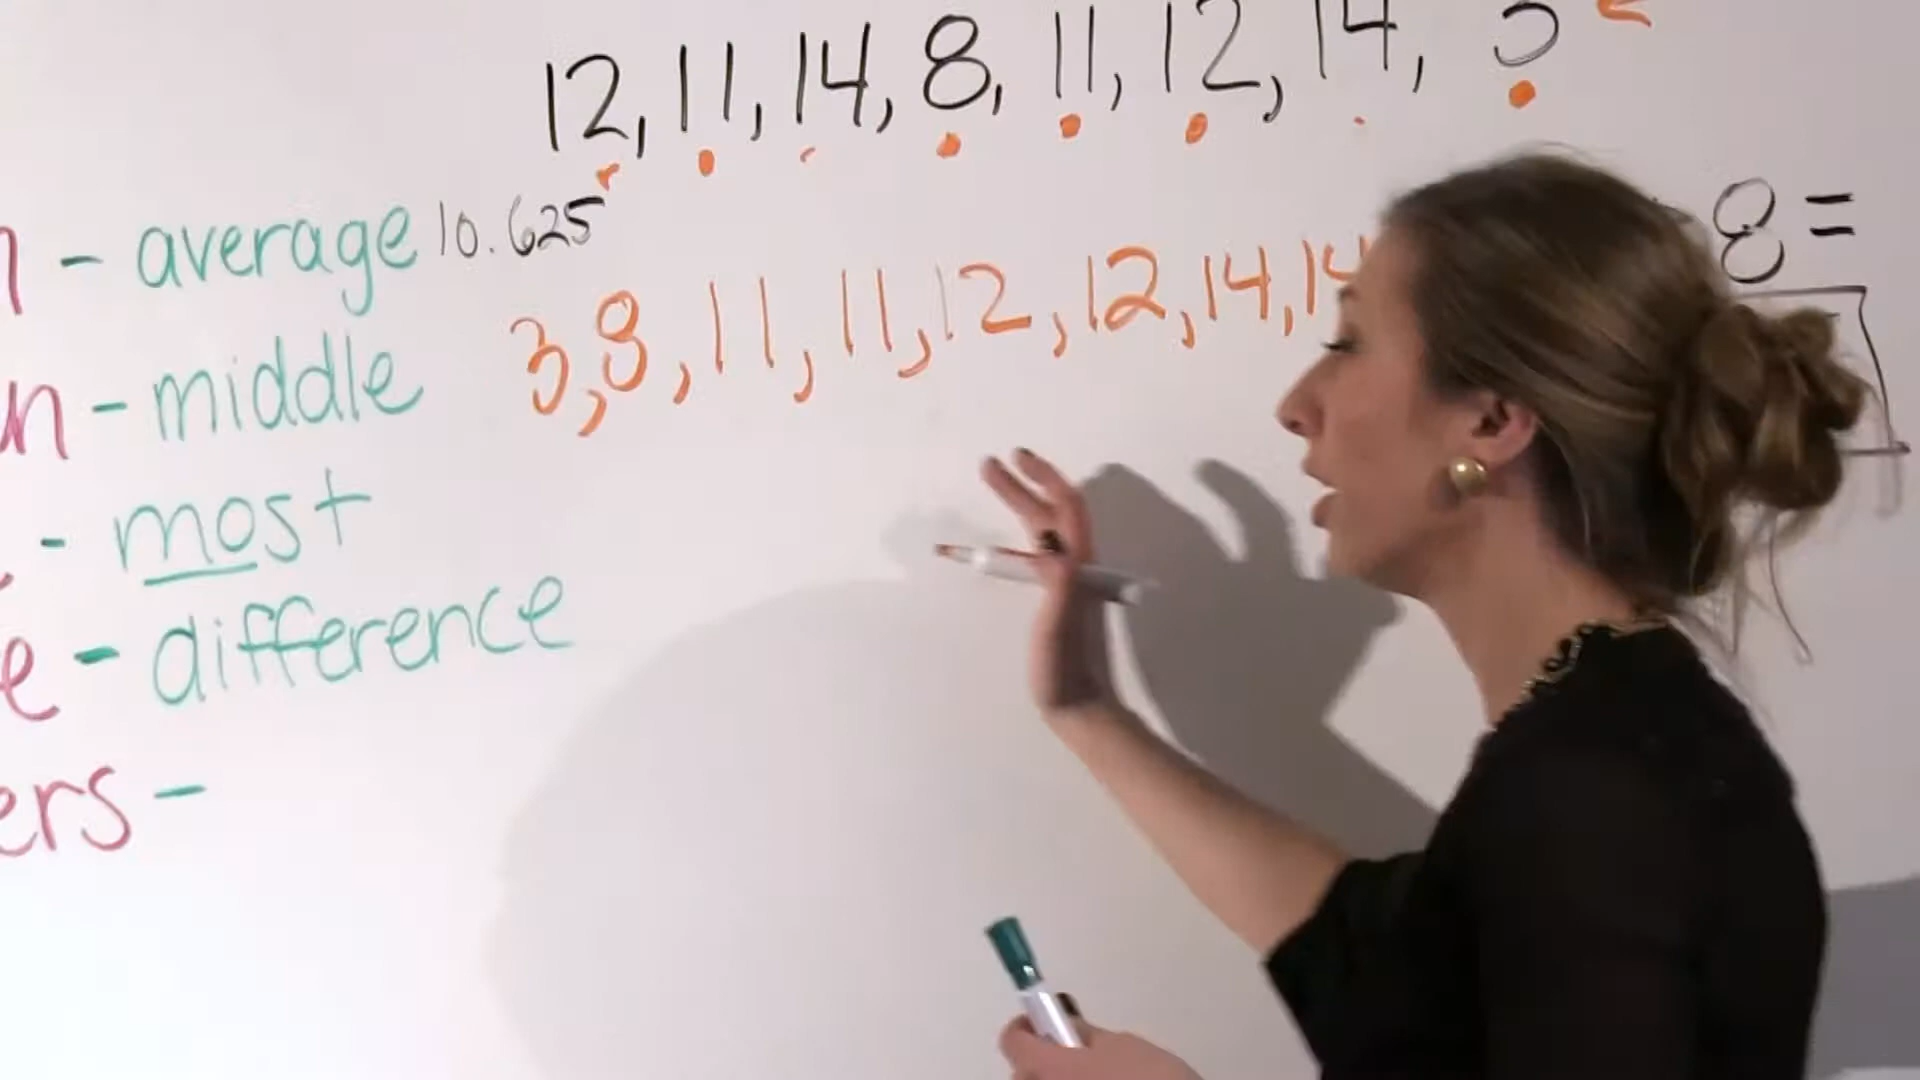 12, 11, 14, 8, 11, 12, 14, 3
8 =
n - average 10.625
3, 8, 11, 11, 12, 12, 14, 14
n - middle
- most
e - difference
ers -